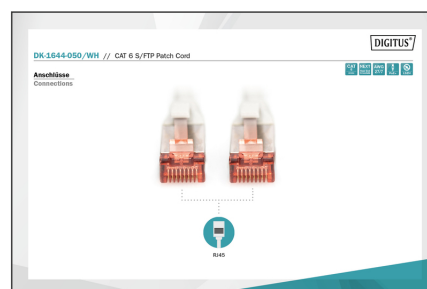 DIGITUS®
DK-1644-050/WH // CAT 6 S/FTP Patch Cord
Anschlüsse
Connections
RJ45